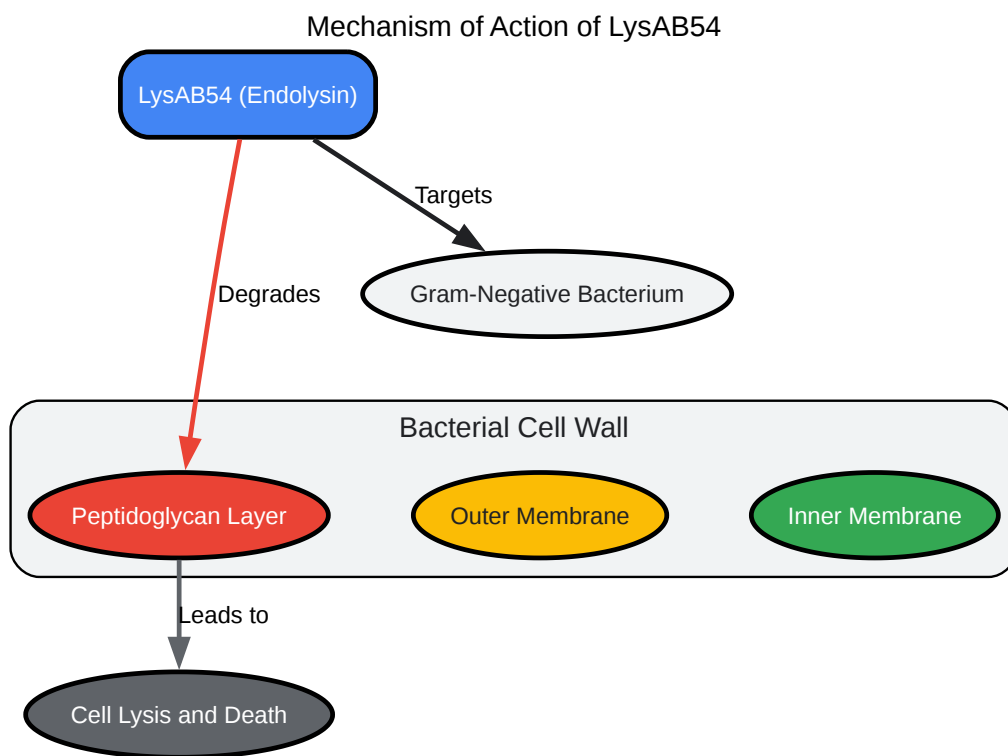 Mechanism of Action of LysAB54
LysAB54 (Endolysin)
Targets
Degrades
Gram-Negative Bacterium
Bacterial Cell Wall
Peptidoglycan Layer
Outer Membrane
Inner Membrane
Leads to
Cell Lysis and Death